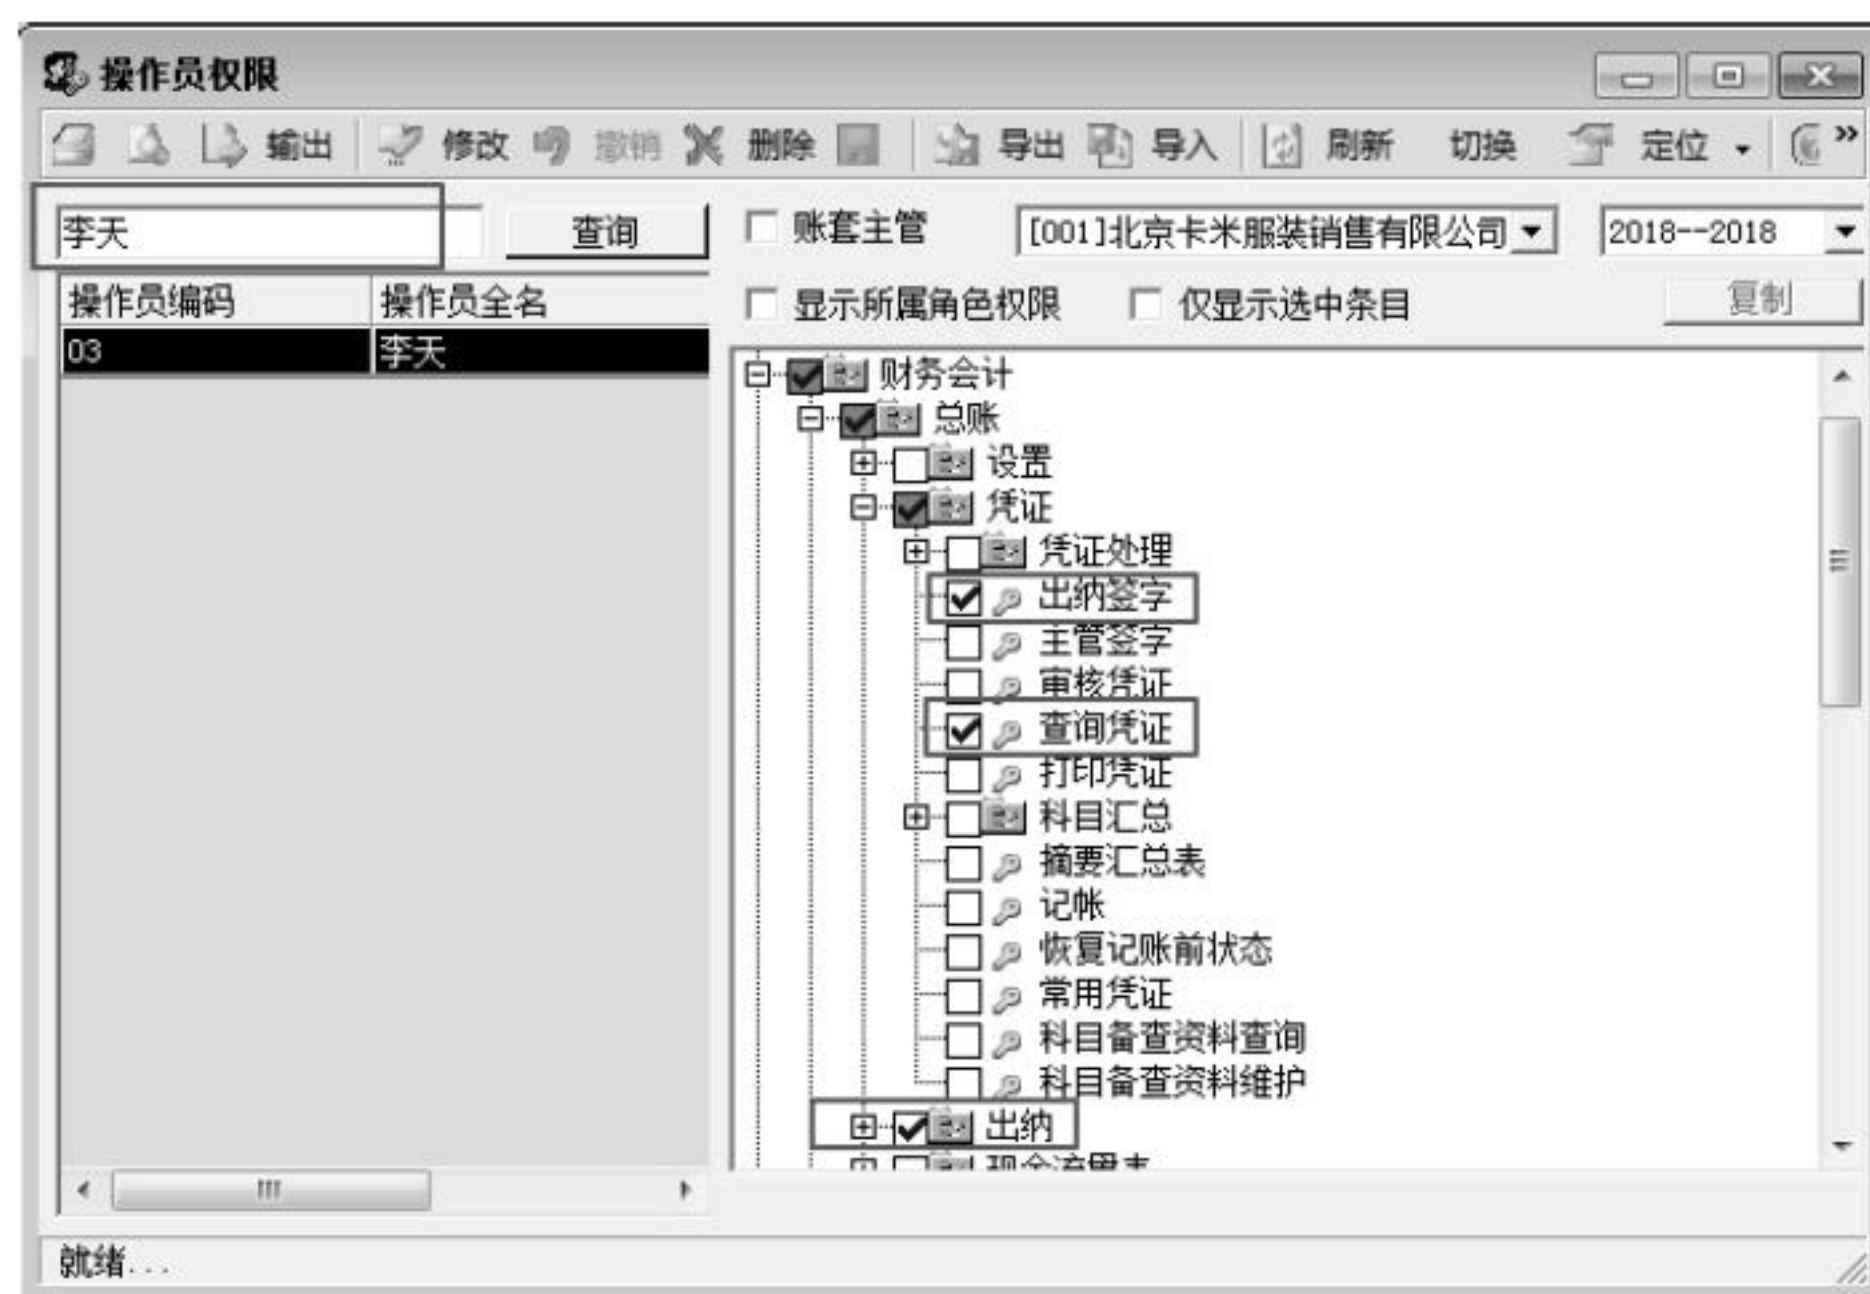 操作员权限
输出 修改 撤销 删除 导出 导入 刷新 切换 定位 »
李天 查询 账套主管 [001]北京卡米服装销售有限公司 2018--2018
显示所属角色权限 仅显示选中条目 复制
操作员编码 操作员全名
03 李天
财务会计
总账
设置
凭证
凭证处理
出纳签字
主管签字
审核凭证
查询凭证
打印凭证
科目汇总
摘要汇总表
记帐
恢复记账前状态
常用凭证
科目备查资料查询
科目备查资料维护
出纳
现金流量表
就绪...